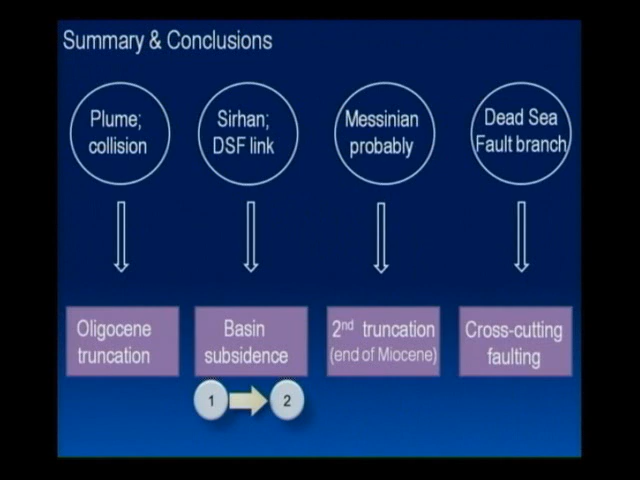 Summary & Conclusions
Plume;
collision
Sirhan;
DSF link
Messinian
probably
Dead Sea
Fault branch
Oligocene
truncation
Basin
subsidence
2nd truncation
(end of Miocene)
Cross-cutting
faulting
1
2